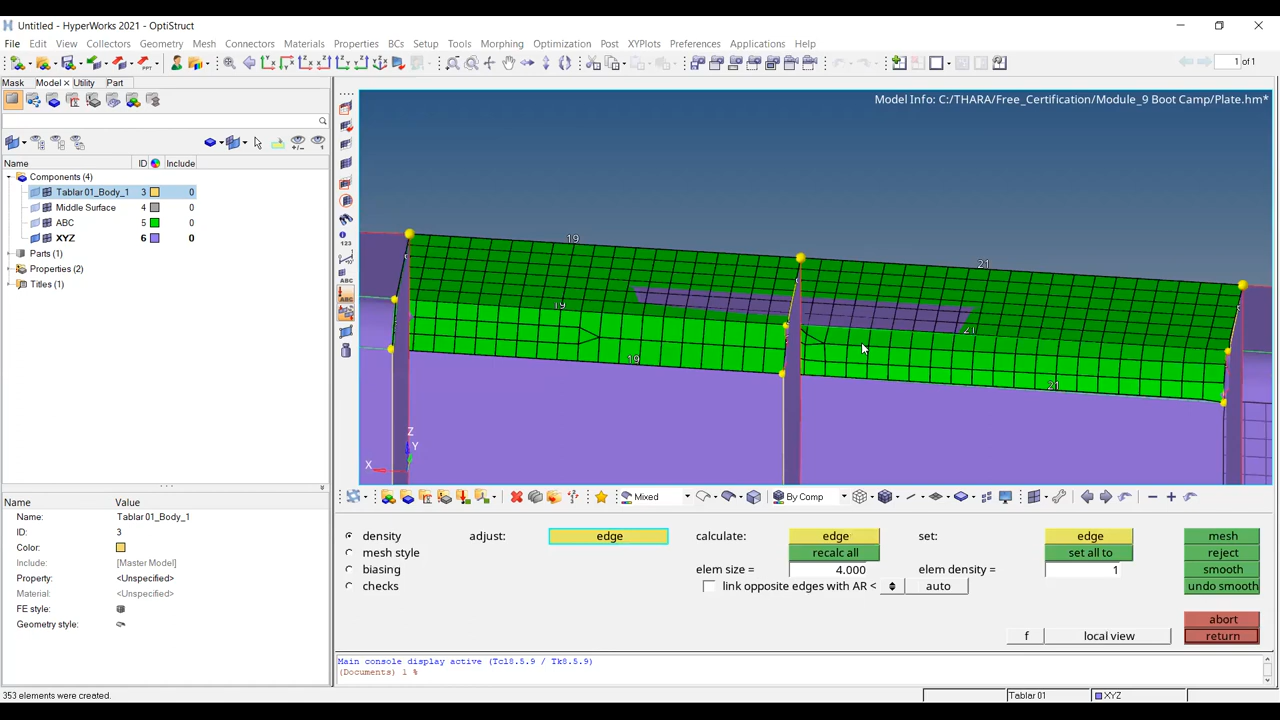 Untitled - HyperWorks 2021 - OptiStruct
File Edit View Collectors Geometry Mesh Connectors Materials Properties BCs Setup Tools Morphing Optimization Post XYPlots Preferences Applications Help
1 of 1
Mask Model × Utility Part
Name ID Include
Components (4)
Tablar 01_Body_1 3 0
Middle Surface 4 0
ABC 5 0
XYZ 6 0
Parts (1)
Properties (2)
Titles (1)
Model Info: C:/THARA/Free_Certification/Module_9 Boot Camp/Plate.hm*
19
21
19
21
19
21
Z
Y
X
Name Value
Name: Tablar 01_Body_1
ID: 3
Color:
Include: [Master Model]
Property: <Unspecified>
Material: <Unspecified>
FE style:
Geometry style:
Mixed By Comp
density adjust: edge calculate: edge set: edge mesh
mesh style recalc all set all to reject
biasing elem size = 4.000 elem density = 1 smooth
checks link opposite edges with AR < auto undo smooth
abort
f local view return
Main console display active (Tcl8.5.9 / Tk8.5.9)
(Documents) 1 %
353 elements were created. Tablar 01 XYZ